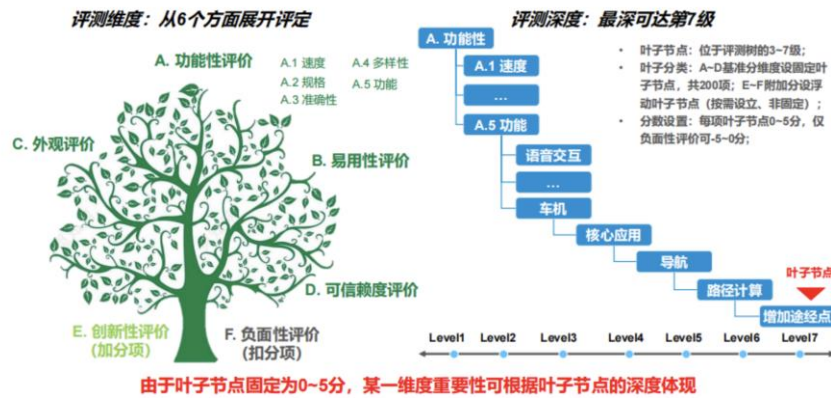 评测维度：从6个方面展开评定
A. 功能性评价
A.1 速度
A.4 多样性
A.2 规格
A.5 功能
A.3 准确性
C. 外观评价
B. 易用性评价
D. 可信赖度评价
E. 创新性评价
(加分项)
F. 负面性评价
(扣分项)
评测深度：最深可达第7级
A. 功能性
A.1 速度
...
A.5 功能
语音交互
...
车机
核心应用
导航
路径计算
增加途经点
叶子节点
• 叶子节点：位于评测树的3~7级；
• 叶子分类：A~D基准分维度设固定叶
子节点，共200项；E~F附加分设浮
动叶子节点（按需设立、非固定）；
• 分数设置：每项叶子节点0~5分，仅
负面性评价可-5~0分；
Level1
Level2
Level3
Level4
Level5
Level6
Level7
由于叶子节点固定为0~5分，某一维度重要性可根据叶子节点的深度体现